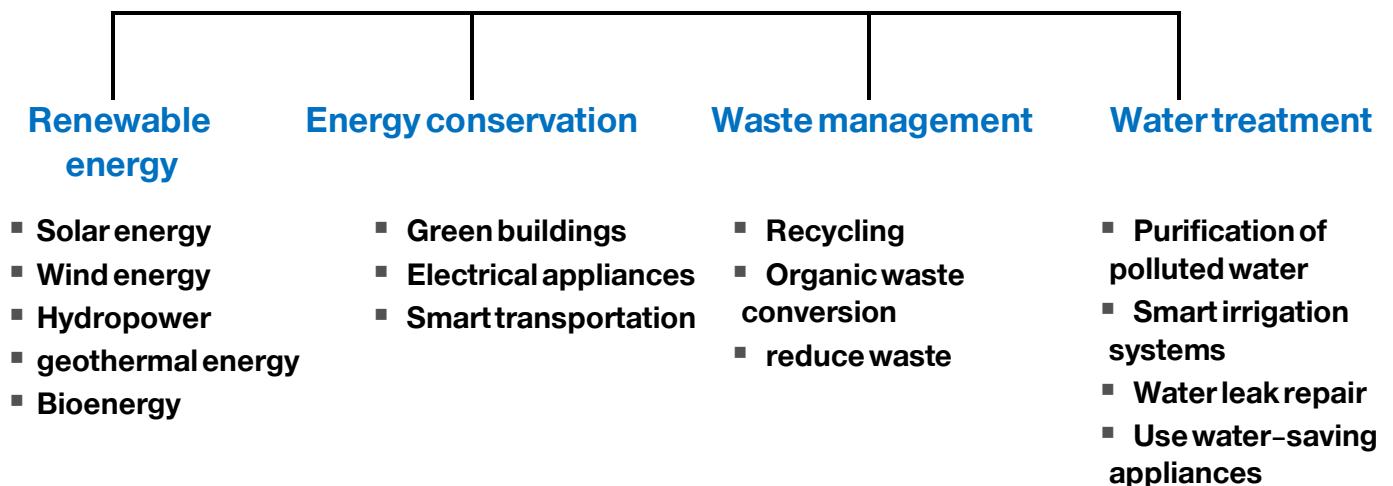 Renewable
energy
Solar energy
Wind energy
Hydropower
geothermal energy
Bioenergy
Energy conservation
Green buildings
Electrical appliances
Smart transportation
Waste management
Recycling
Organic waste
conversion
reduce waste
Water treatment
Purification of
polluted water
Smart irrigation
systems
Water leak repair
Use water-saving
appliances